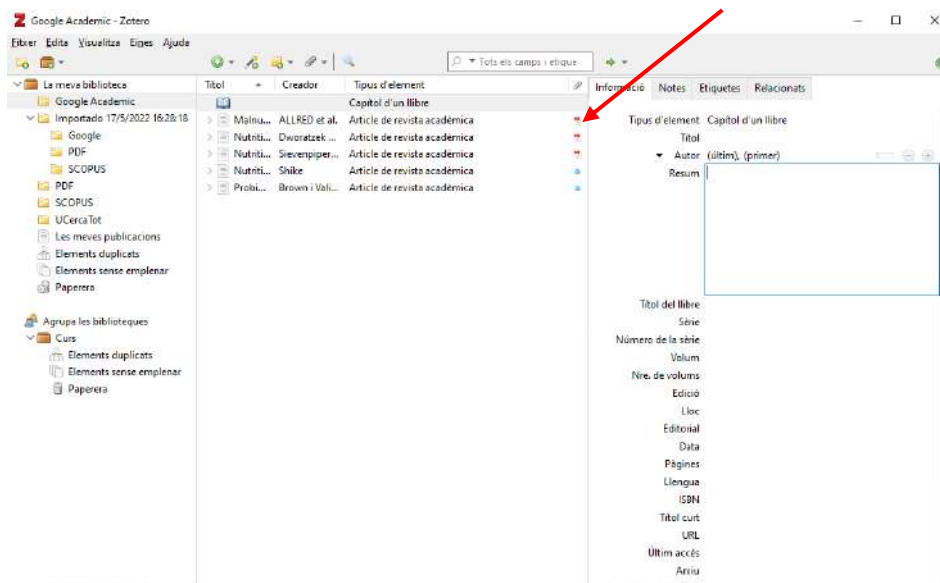 Google Academic - Zotero
Fitxer Edita Visualitza Eines Ajuda
Tots els camps i etique
La meva biblioteca
Google Academic
Importado 17/5/2022 16:28:18
Google
PDF
SCOPUS
PDF
SCOPUS
UCercaTot
Les meves publicacions
Elements duplicats
Elements sense emplenar
Paperera
Agrupa les biblioteques
Curs
Elements duplicats
Elements sense emplenar
Paperera
Títol Creador Tipus d'element
Capítol d'un llibre
Malnu... ALLRED et al. Article de revista acadèmica
Nutriti... Dworatzek ... Article de revista acadèmica
Nutriti... Sievenpiper... Article de revista acadèmica
Nutriti... Shike Article de revista acadèmica
Probi... Brown i Vali... Article de revista acadèmica
Informació Notes Etiquetes Relacionats
Tipus d'element Capítol d'un llibre
Títol
Autor (últim), (primer)
Resum
Títol del llibre
Sèrie
Número de la sèrie
Volum
Nre. de volums
Edició
Lloc
Editorial
Data
Pàgines
Llengua
ISBN
Títol curt
URL
Últim accés
Arxiu